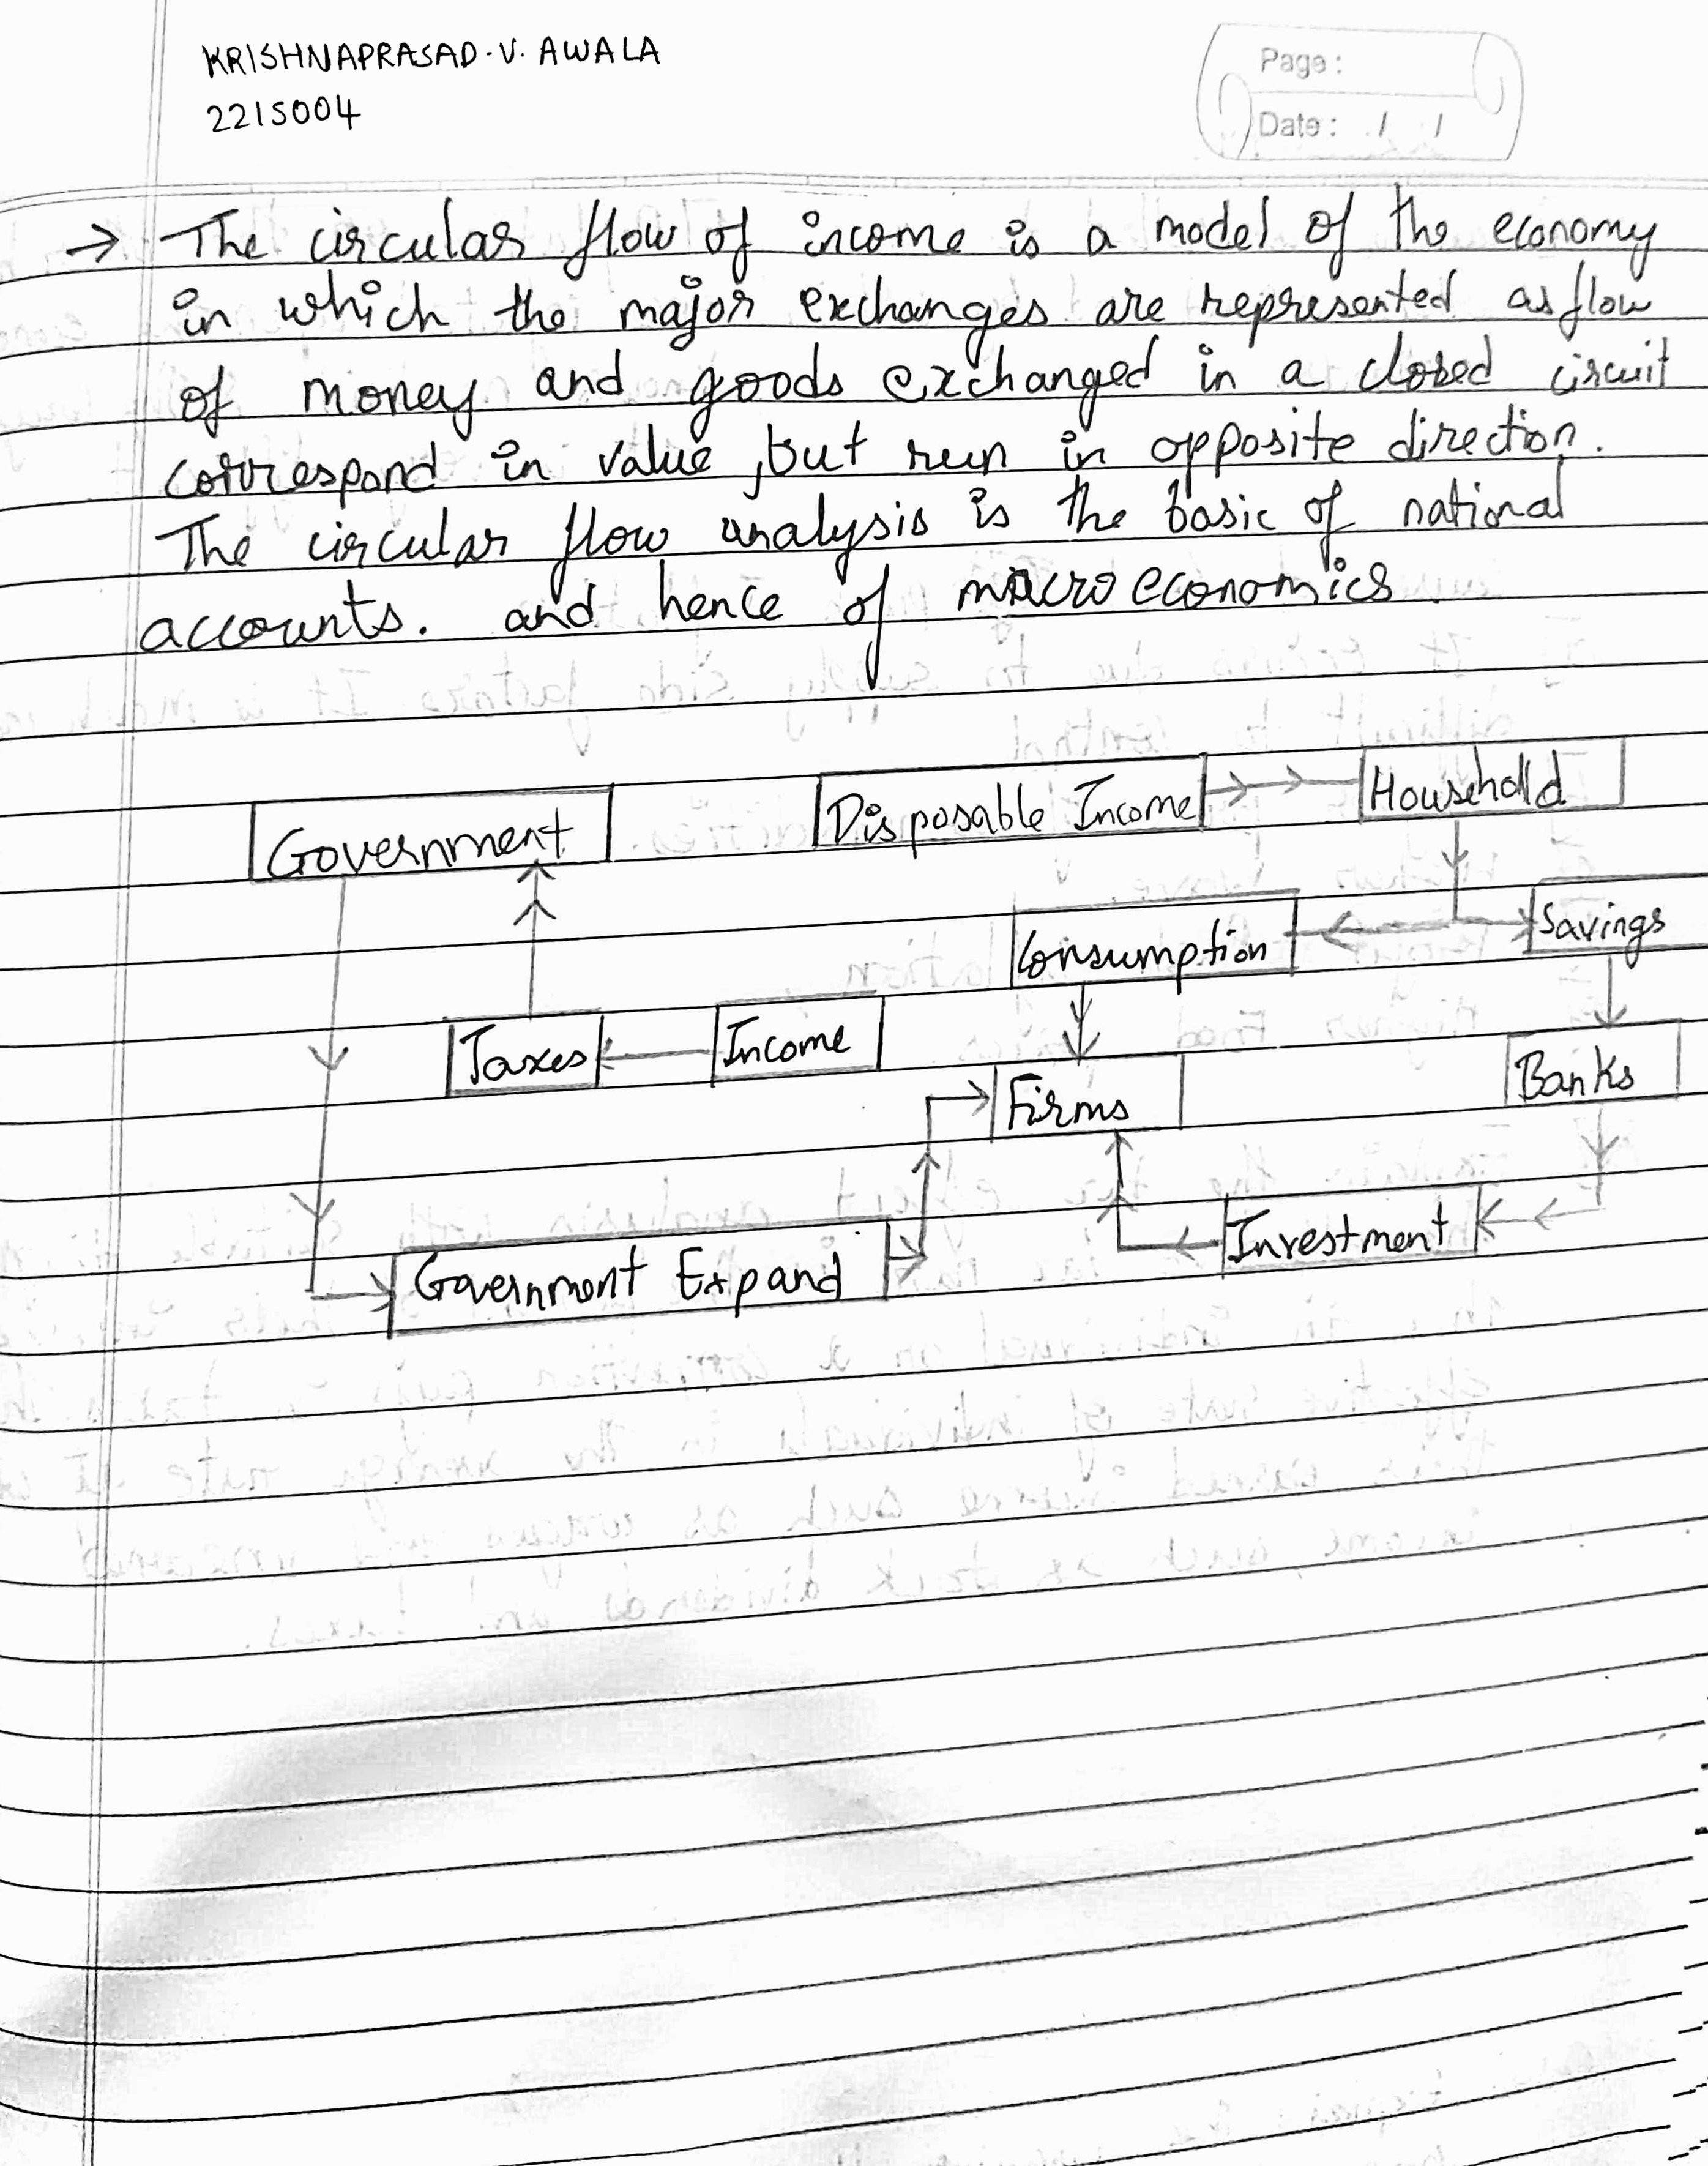 KRISHNAPRASAD.V. AWALA
2215004
Page :
Date : / /
→ The circular flow of income is a model of the economy
in which the major exchanges are represented as flow
of money and goods exchanged in a closed circuit
correspond in value, but run in opposite direction.
The circular flow analysis is the basic of national
accounts. and hence of macroeconomics.
Government
Disposable Income
Household
Consumption
Savings
Taxes
Income
Firms
Banks
Government Expand
Investment